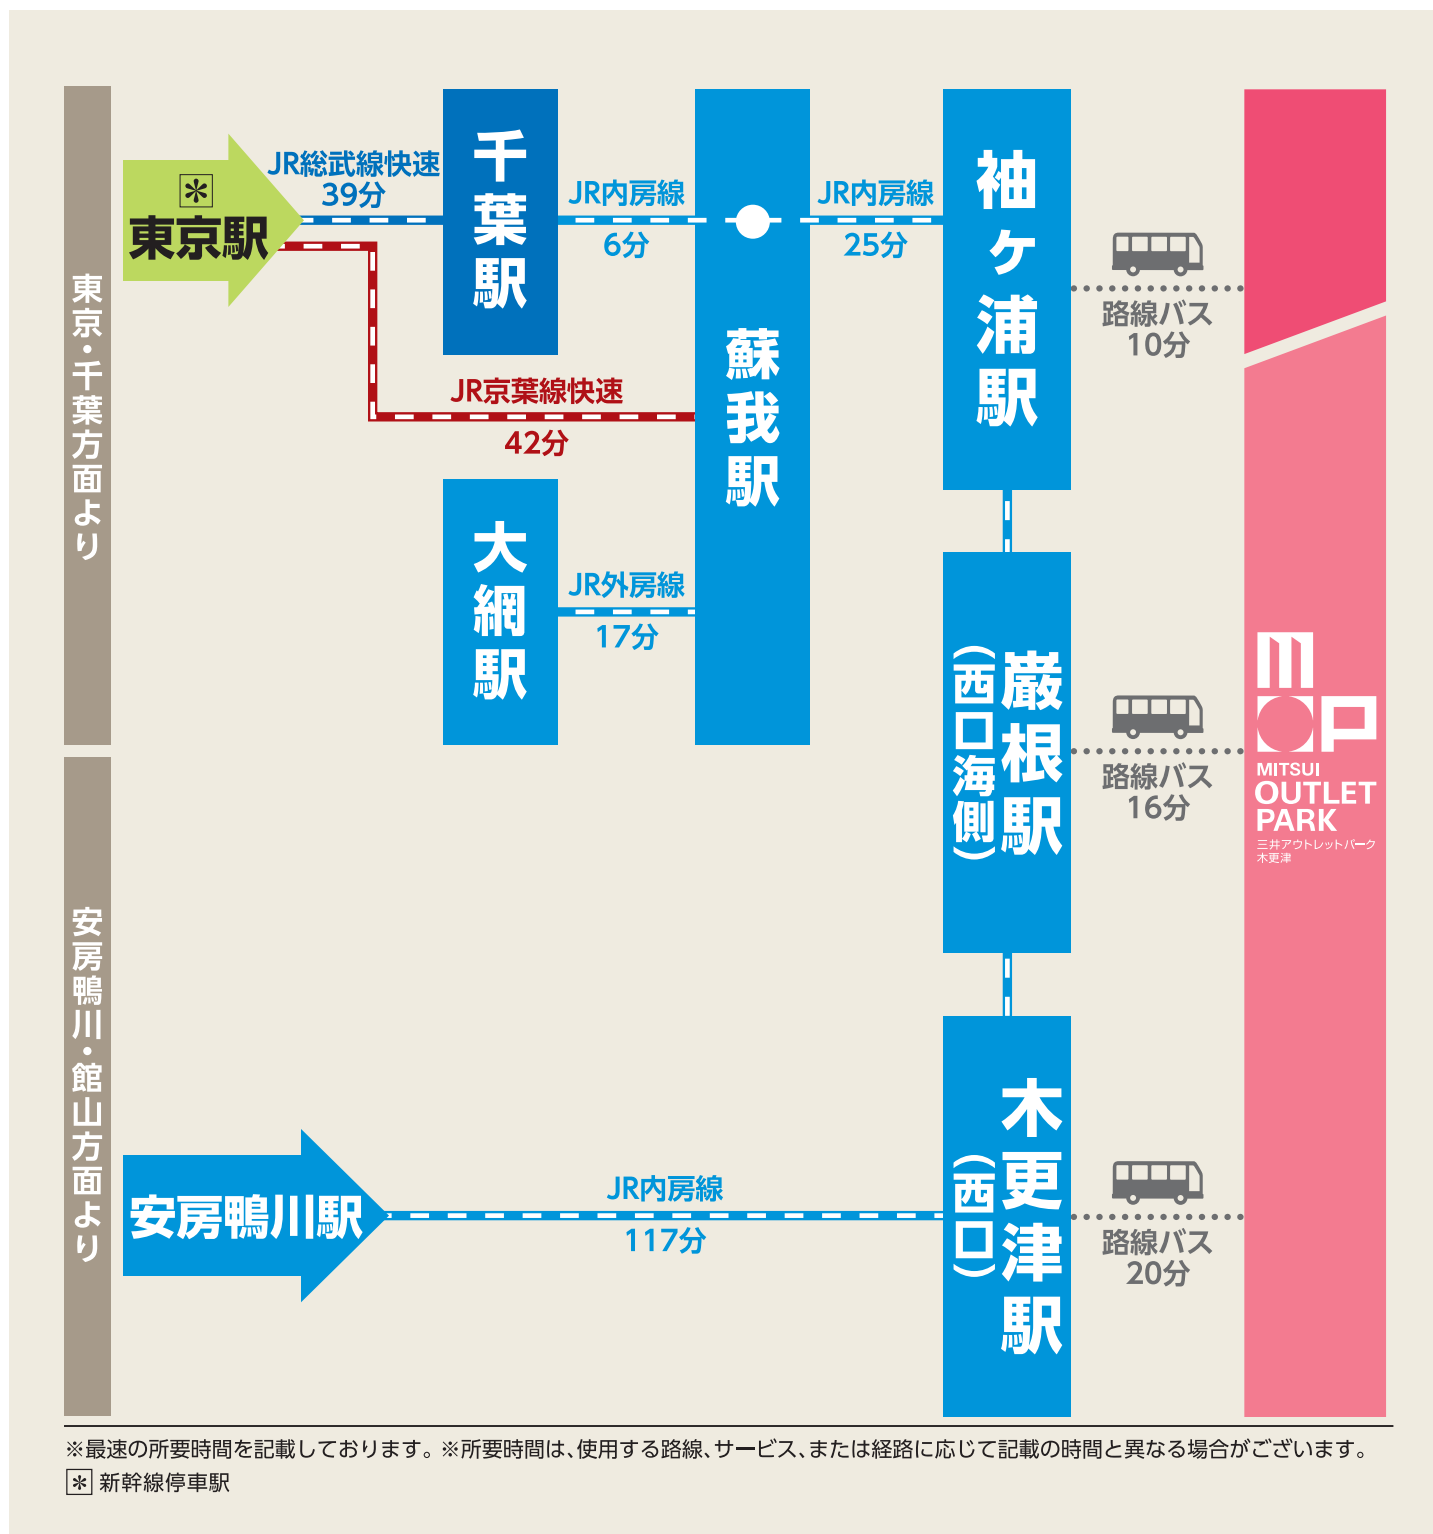 東京・千葉方面より
＊
東京駅
JR総武線快速
39分
千葉駅
JR内房線
6分
JR京葉線快速
42分
蘇我駅
大網駅
JR外房線
17分
JR内房線
25分
袖ヶ浦駅
路線バス
10分
巌根駅
(西口海側)
路線バス
16分
MITSUI
OUTLET
PARK
三井アウトレットパーク
木更津
安房鴨川・館山方面より
安房鴨川駅
JR内房線
117分
木更津駅
(西口)
路線バス
20分
※最速の所要時間を記載しております。※所要時間は、使用する路線、サービス、または経路に応じて記載の時間と異なる場合がございます。
＊ 新幹線停車駅